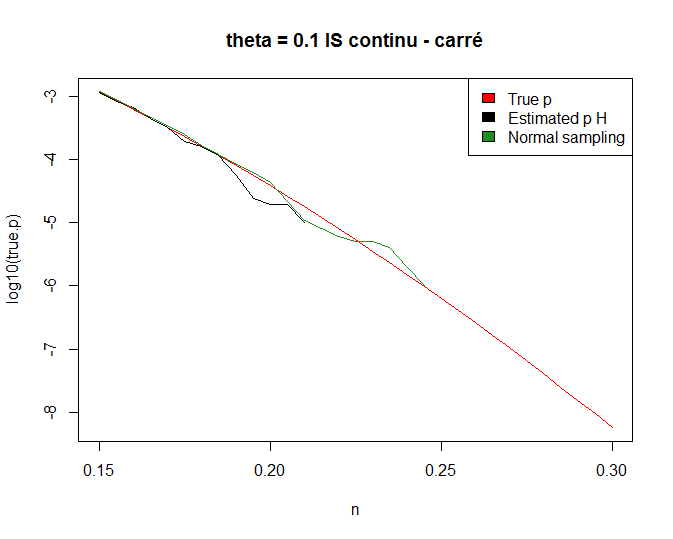 theta = 0.1 IS continu - carré
True p
Estimated p H
Normal sampling
log10(true.p)
-3
-4
-5
-6
-7
-8
0.15 0.20 0.25 0.30
n